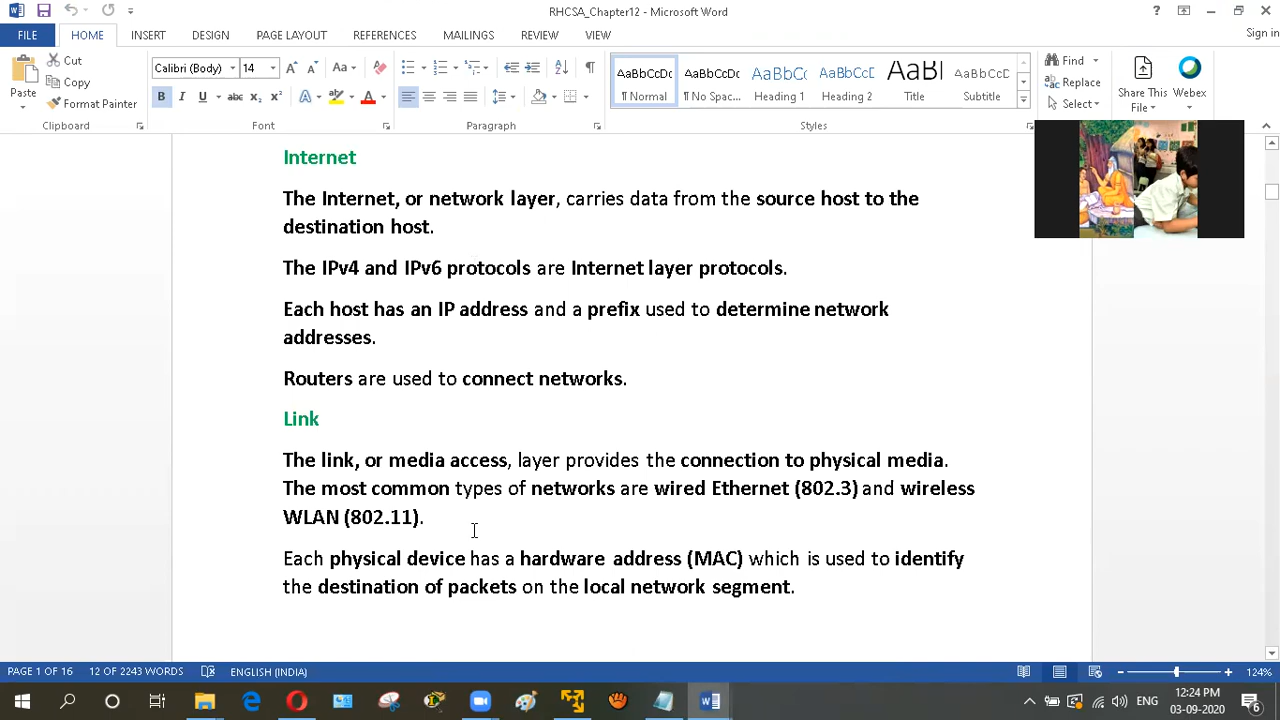 RHCSA_Chapter12 - Microsoft Word
?
Sign in
FILE HOME INSERT DESIGN PAGE LAYOUT REFERENCES MAILINGS REVIEW VIEW
Paste
Cut
Copy
Format Painte
Clipboard
Calibri (Body) 14
Font
Paragraph
AaBbCcDc AaBbCcDc AaBbCc AaBbCcC AaBl AaBbCcD
¶ Normal ¶ No Spac... Heading 1 Heading 2 Title Subtitle
Styles
Find
Replace
Select
Share This
File
Webex
Internet
The Internet, or network layer, carries data from the source host to the
destination host.
The IPv4 and IPv6 protocols are Internet layer protocols.
Each host has an IP address and a prefix used to determine network
addresses.
Routers are used to connect networks.
Link
The link, or media access, layer provides the connection to physical media.
The most common types of networks are wired Ethernet (802.3) and wireless
WLAN (802.11).
Each physical device has a hardware address (MAC) which is used to identify
the destination of packets on the local network segment.
PAGE 1 OF 16 12 OF 2243 WORDS ENGLISH (INDIA) 124%
ENG
12:24 PM
03-09-2020
6